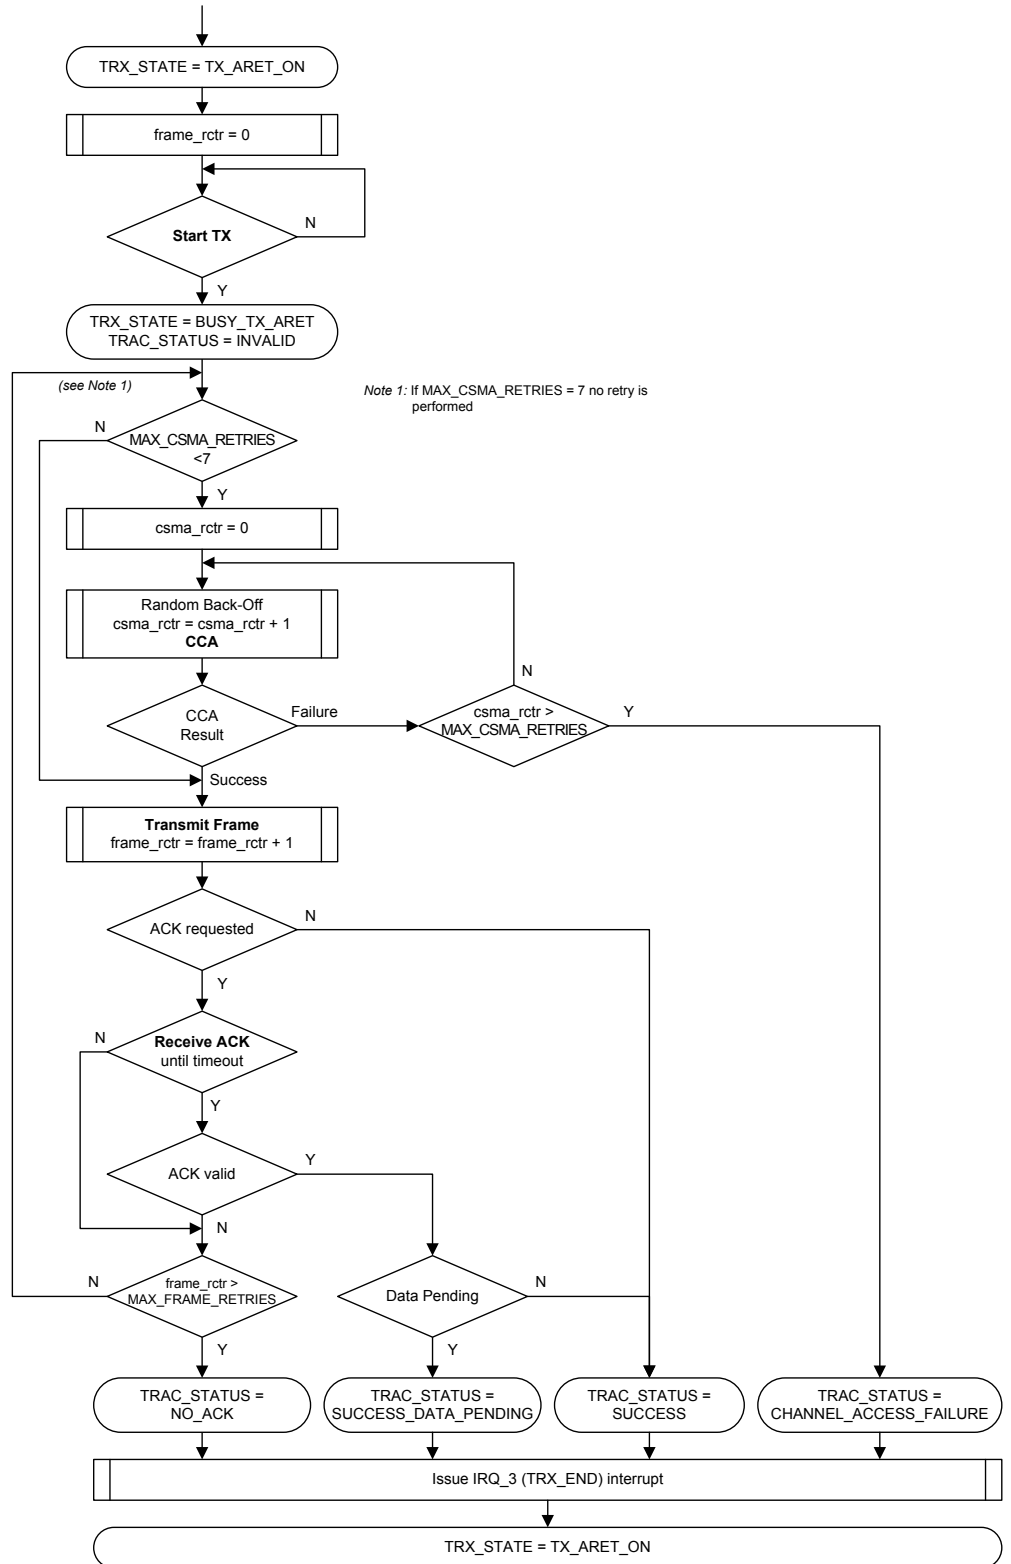 TRX_STATE = TX_ARET_ON
frame_rctr = 0
Start TX
N
Y
TRX_STATE = BUSY_TX_ARET
TRAC_STATUS = INVALID
(see Note 1)
Note 1: If MAX_CSMA_RETRIES = 7 no retry is
performed
N
MAX_CSMA_RETRIES
<7
Y
csma_rctr = 0
Random Back-Off
csma_rctr = csma_rctr + 1
CCA
N
CCA
Result
Failure
csma_rctr >
MAX_CSMA_RETRIES
Y
Success
Transmit Frame
frame_rctr = frame_rctr + 1
ACK requested
N
Y
N
Receive ACK
until timeout
Y
ACK valid
Y
N
N
frame_rctr >
MAX_FRAME_RETRIES
Data Pending
N
Y
Y
TRAC_STATUS =
NO_ACK
TRAC_STATUS =
SUCCESS_DATA_PENDING
TRAC_STATUS =
SUCCESS
TRAC_STATUS =
CHANNEL_ACCESS_FAILURE
Issue IRQ_3 (TRX_END) interrupt
TRX_STATE = TX_ARET_ON